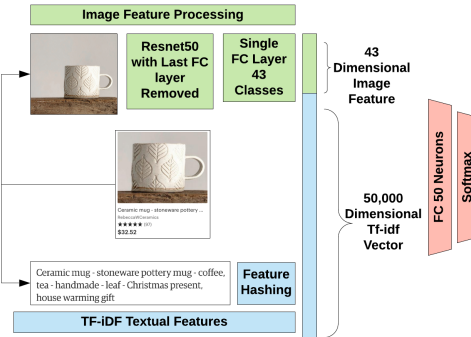 Image Feature Processing
Resnet50
with Last FC
layer
Removed
Single
FC Layer
43
Classes
43
Dimensional
Image
Feature
Ceramic mug - stoneware pottery ...
RebeccaWCeramics
★★★★★ (97)
$32.52
50,000
Dimensional
Tf-idf
Vector
FC 50 Neurons
Softmax
Ceramic mug - stoneware pottery mug - coffee,
tea - handmade - leaf - Christmas present,
house warming gift
Feature
Hashing
TF-iDF Textual Features